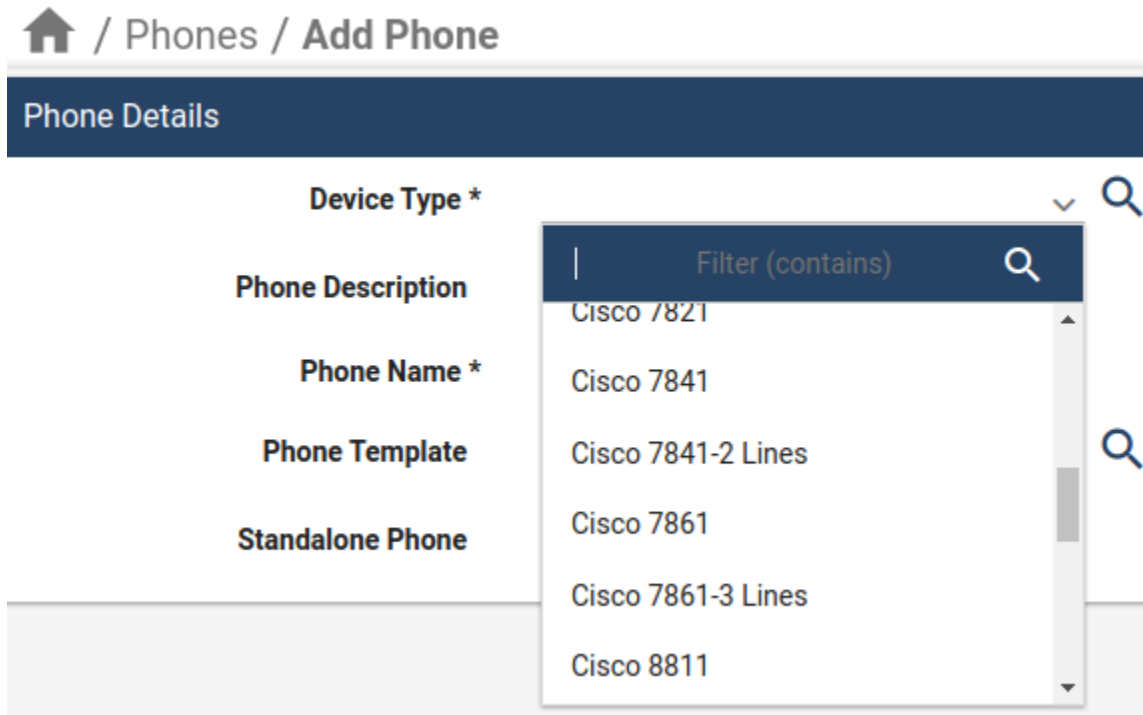 / Phones / Add Phone
Phone Details
Device Type *
Filter (contains)
Phone Description
Cisco 7821
Phone Name *
Cisco 7841
Phone Template
Cisco 7841-2 Lines
Cisco 7861
Standalone Phone
Cisco 7861-3 Lines
Cisco 8811